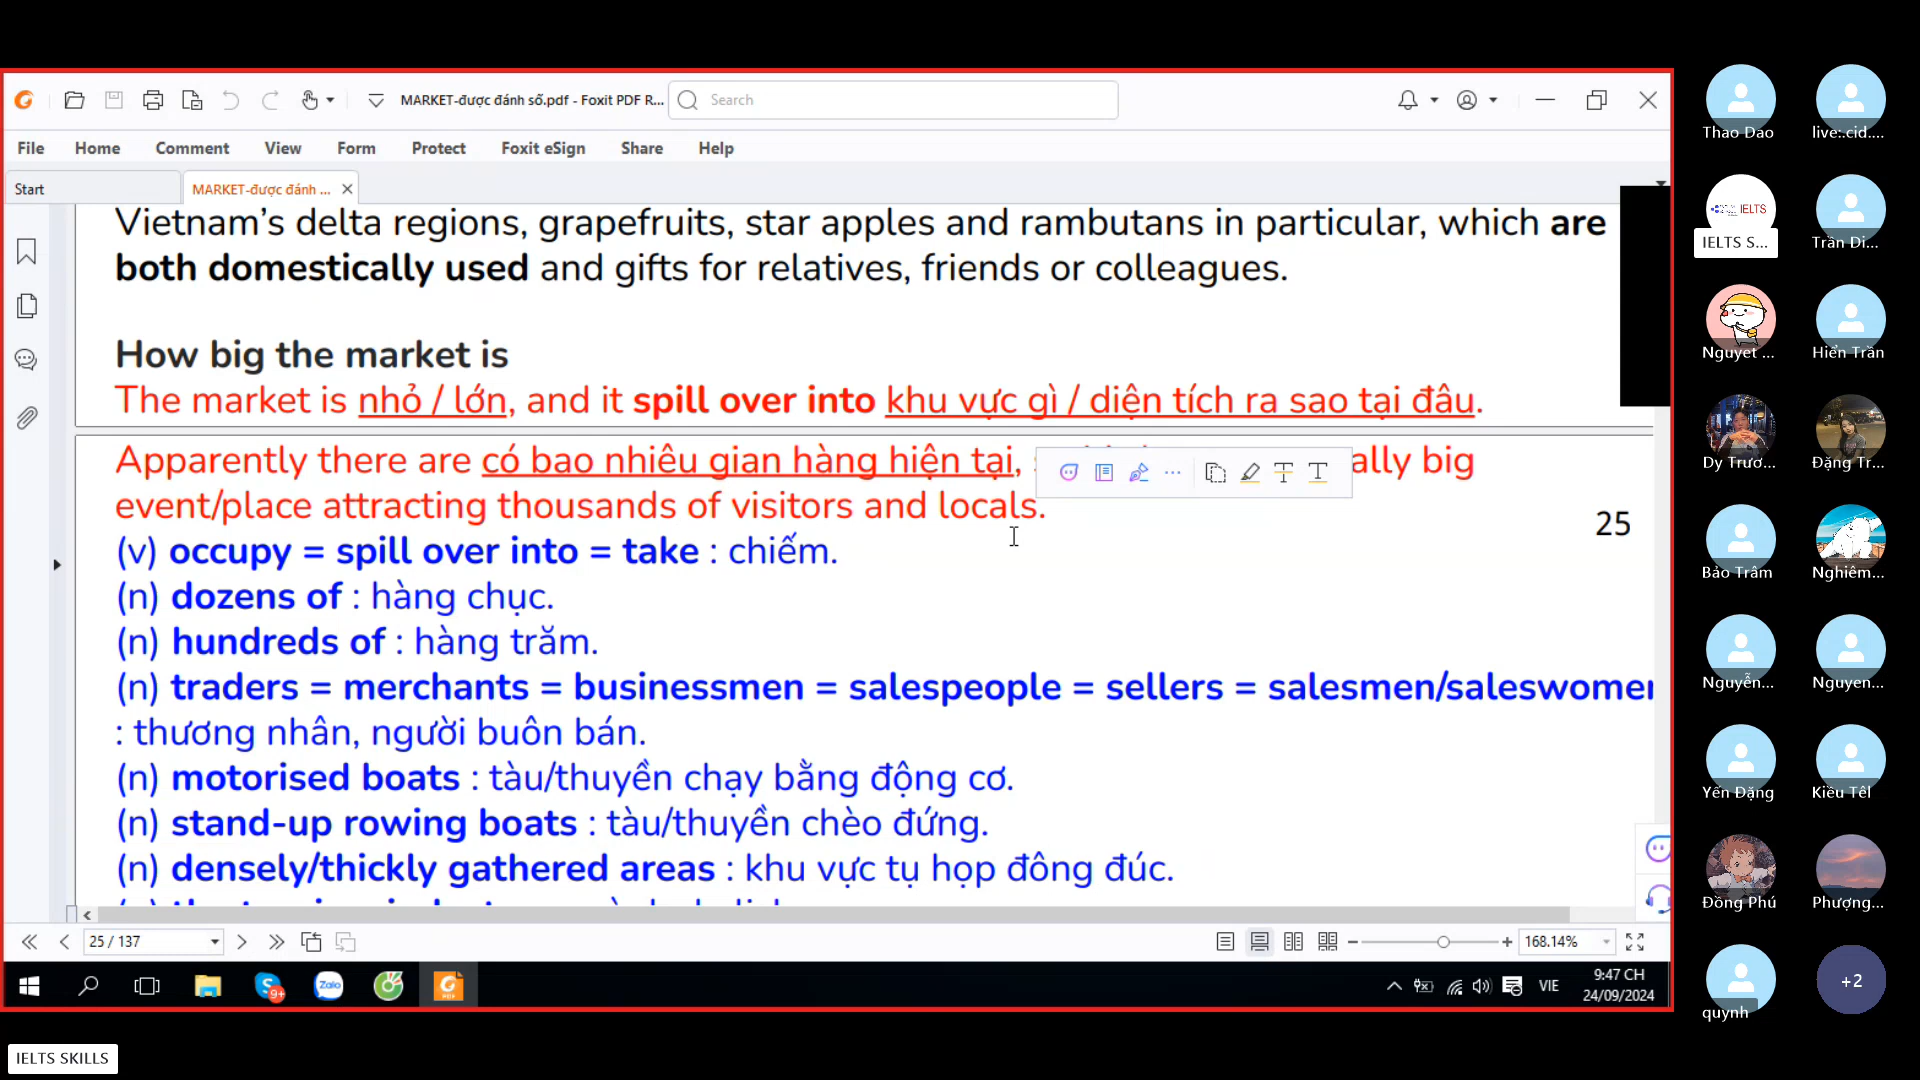 MARKET-được đánh số.pdf - Foxit PDF R...
Search
File Home Comment View Form Protect Foxit eSign Share Help
Start
MARKET-được đánh ...
Vietnam's delta regions, grapefruits, star apples and rambutans in particular, which are
both domestically used and gifts for relatives, friends or colleagues.
How big the market is
The market is nhỏ / lớn, and it spill over into khu vực gì / diện tích ra sao tại đâu.
Apparently there are có bao nhiêu gian hàng hiện tại, ally big
event/place attracting thousands of visitors and locals.
25
(v) occupy = spill over into = take : chiếm.
(n) dozens of : hàng chục.
(n) hundreds of : hàng trăm.
(n) traders = merchants = businessmen = salespeople = sellers = salesmen/saleswomen
: thương nhân, người buôn bán.
(n) motorised boats : tàu/thuyền chạy bằng động cơ.
(n) stand-up rowing boats : tàu/thuyền chèo đứng.
(n) densely/thickly gathered areas : khu vực tụ họp đông đúc.
25 / 137
168.14%
9+
Zalo
PDF
VIE
9:47 CH
24/09/2024
IELTS SKILLS
Thao Dao
live:.cid....
IELTS
IELTS S...
Trần Di...
Nguyet ...
Hiển Trần
Dy Trươ...
Đặng Tr...
Bảo Trâm
Nghiêm...
Nguyễn...
Nguyen...
Yến Đặng
Kiều Têl
Đồng Phú
Phượng...
quynh
+2